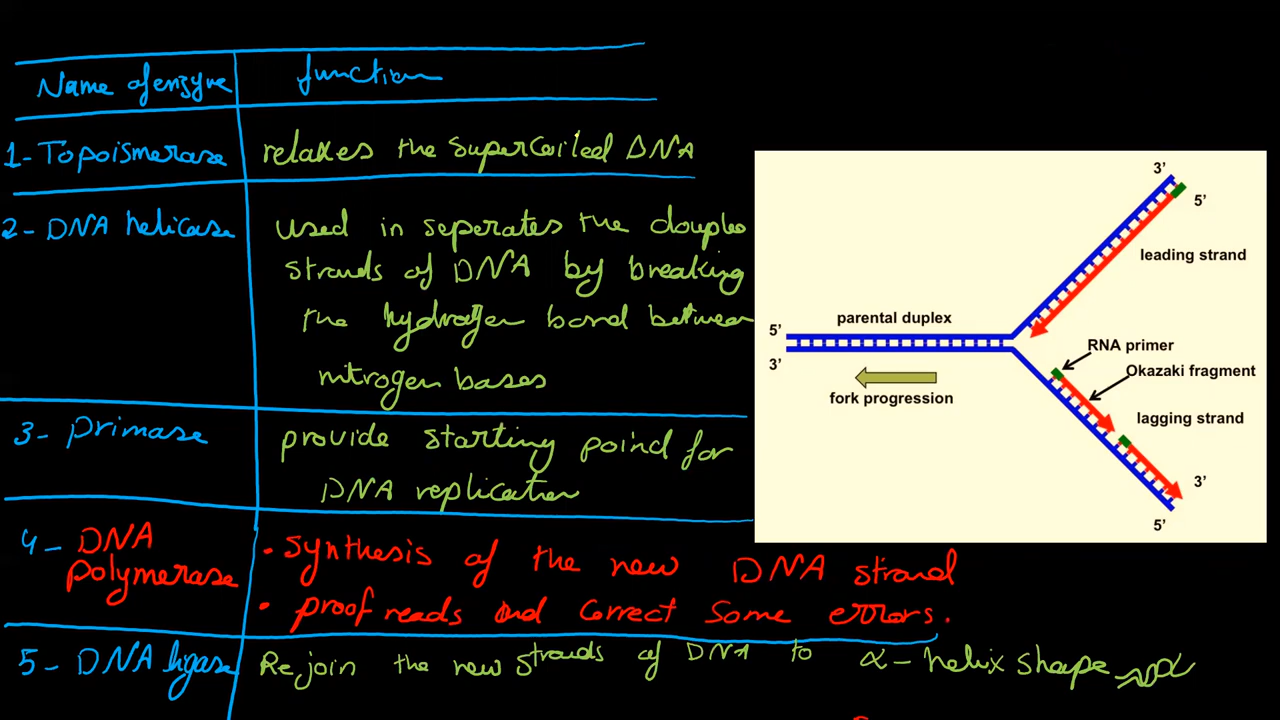 Name of enzyme function
1- Topoismerase relaxes the supercoiled DNA
2- DNA helicase used in seperates the douple
strands of DNA by breaking
the hydrogen bond between
nitrogen bases
3- primase provide starting poind for
DNA replication
4- DNA
polymerase
• synthesis of the new DNA strand
• proof reads and correct some errors.
5- DNA ligase Rejoin the new strands of DNA to α-helix shape
3'
5'
leading strand
parental duplex
5'
3'
RNA primer
Okazaki fragment
fork progression
lagging strand
3'
5'